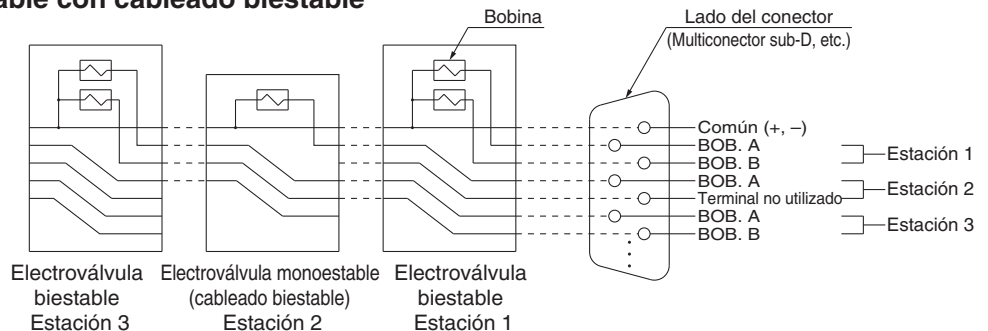 able con cableado biestable
Bobina
Lado del conector
(Multiconector sub-D, etc.)
Común (+, –)
BOB. A
BOB. B
Estación 1
BOB. A
Terminal no utilizado
Estación 2
BOB. A
BOB. B
Estación 3
Electroválvula
biestable
Estación 3
Electroválvula monoestable
(cableado biestable)
Estación 2
Electroválvula
biestable
Estación 1